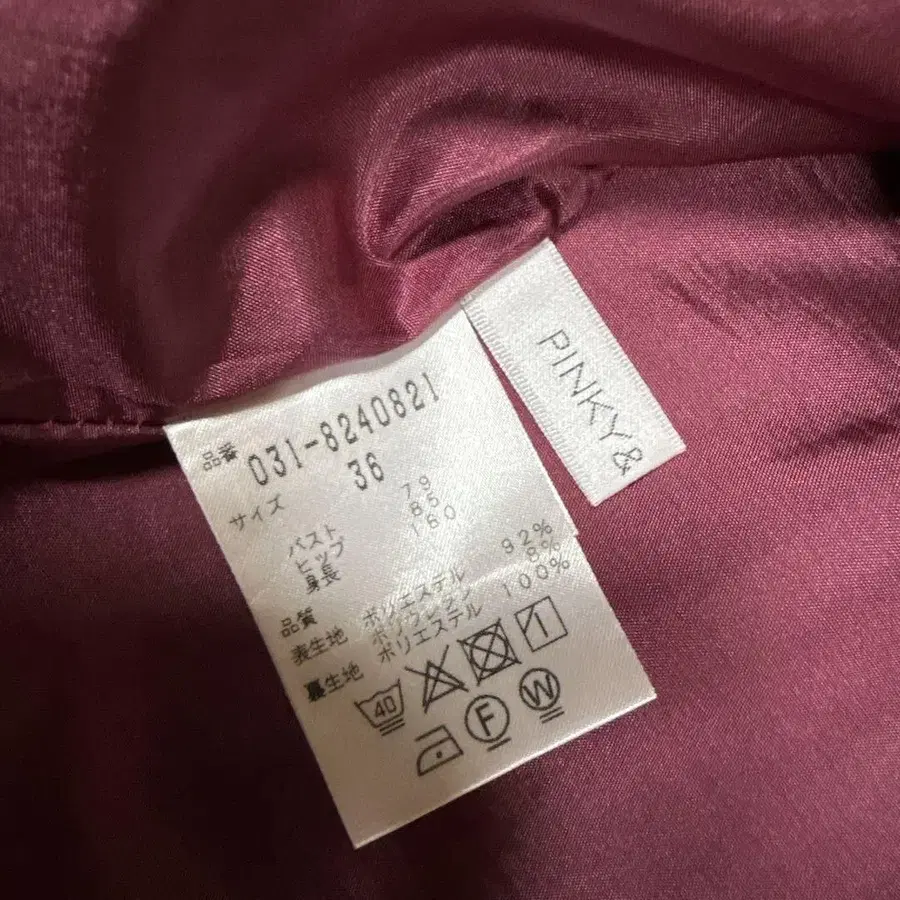 PINKY&
品番 031-8240821
サイズ 36
バスト 79
ヒップ 85
身長 160
品質
表生地 ポリエステル 92%
ポリウレタン 8%
裏生地 ポリエステル 100%
40
F W